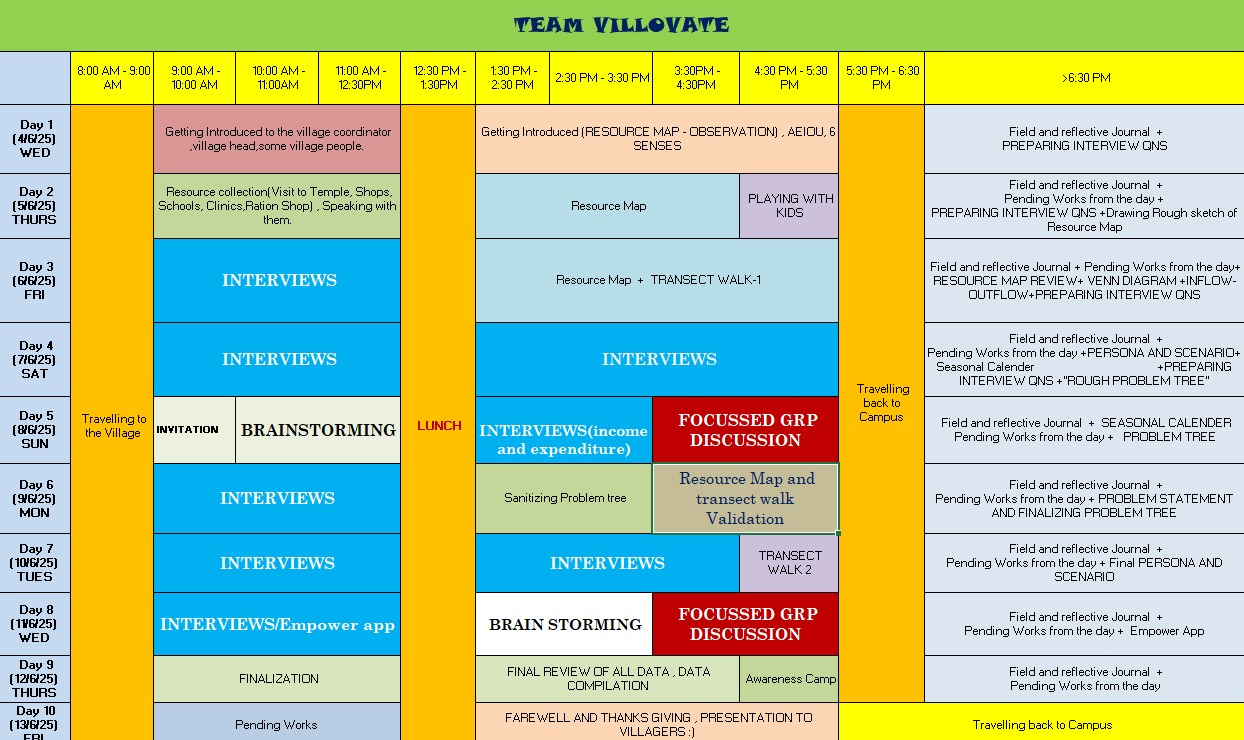 TEAM VILLOVATE
8:00 AM - 9:00
AM
9:00 AM -
10:00 AM
10:00 AM -
11:00AM
11:00 AM -
12:30PM
12:30 PM -
1:30PM
1:30 PM -
2:30 PM
2:30 PM - 3:30 PM
3:30PM -
4:30PM
4:30 PM - 5:30
PM
5:30 PM - 6:30
PM
>6:30 PM
Travelling to
the Village
LUNCH
Travelling
back to
Campus
Day 1
(4/6/25)
WED
Getting Introduced to the village coordinator
,village head,some village people.
Getting Introduced (RESOURCE MAP - OBSERVATION) , AEIOU, 6
SENSES
Field and reflective Journal +
PREPARING INTERVIEW QNS
Day 2
(5/6/25)
THURS
Resource collection(Visit to Temple, Shops,
Schools, Clinics,Ration Shop) , Speaking with
them.
Resource Map
PLAYING WITH
KIDS
Field and reflective Journal +
Pending Works from the day +
PREPARING INTERVIEW QNS +Drawing Rough sketch of
Resource Map
Day 3
(6/6/25)
FRI
INTERVIEWS
Resource Map + TRANSECT WALK-1
Field and reflective Journal + Pending Works from the day+
RESOURCE MAP REVIEW+ VENN DIAGRAM +INFLOW-
OUTFLOW+PREPARING INTERVIEW QNS
Day 4
(7/6/25)
SAT
INTERVIEWS
INTERVIEWS
Field and reflective Journal +
Pending Works from the day +PERSONA AND SCENARIO+
Seasonal Calender +PREPARING
INTERVIEW QNS +"ROUGH PROBLEM TREE"
Day 5
(8/6/25)
SUN
INVITATION
BRAINSTORMING
INTERVIEWS(income
and expenditure)
FOCUSSED GRP
DISCUSSION
Field and reflective Journal + SEASONAL CALENDER
Pending Works from the day + PROBLEM TREE
Day 6
(9/6/25)
MON
INTERVIEWS
Sanitizing Problem tree
Resource Map and
transect walk
Validation
Field and reflective Journal +
Pending Works from the day + PROBLEM STATEMENT
AND FINALIZING PROBLEM TREE
Day 7
(10/6/25)
TUES
INTERVIEWS
INTERVIEWS
TRANSECT
WALK 2
Field and reflective Journal +
Pending Works from the day + Final PERSONA AND
SCENARIO
Day 8
(11/6/25)
WED
INTERVIEWS/Empower app
BRAIN STORMING
FOCUSSED GRP
DISCUSSION
Field and reflective Journal +
Pending Works from the day + Empower App
Day 9
(12/6/25)
THURS
FINALIZATION
FINAL REVIEW OF ALL DATA , DATA
COMPILATION
Awareness Camp
Field and reflective Journal +
Pending Works from the day
Day 10
(13/6/25)
FRI
Pending Works
FAREWELL AND THANKS GIVING , PRESENTATION TO
VILLAGERS :)
Travelling back to Campus